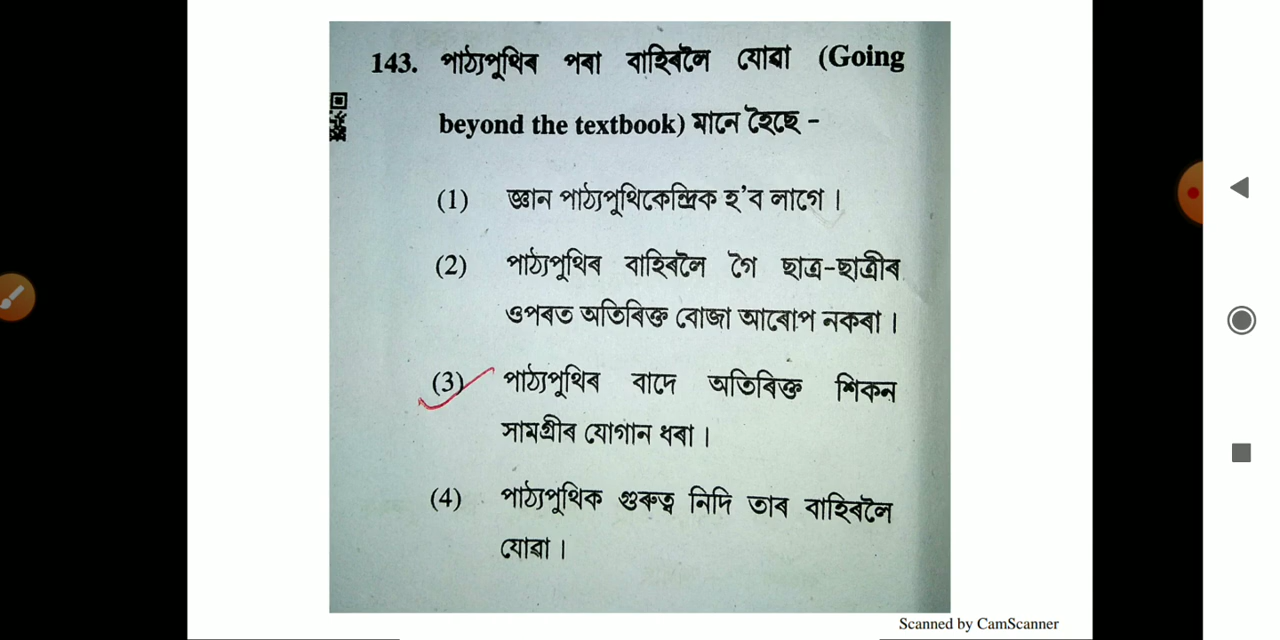 143. পাঠ্যপুথিৰ পৰা বাহিৰলৈ যোৱা (Going
beyond the textbook) মানে হৈছে -
(1) জ্ঞান পাঠ্যপুথিকেন্দ্ৰিক হ'ব লাগে ।
(2) পাঠ্যপুথিৰ বাহিৰলৈ গৈ ছাত্ৰ-ছাত্ৰীৰ
ওপৰত অতিৰিক্ত বোজা আৰোপ নকৰা ।
(3) পাঠ্যপুথিৰ বাদে অতিৰিক্ত শিকন
সামগ্ৰীৰ যোগান ধৰা ।
(4) পাঠ্যপুথিক গুৰুত্ব নিদি তাৰ বাহিৰলৈ
যোৱা ।
Scanned by CamScanner